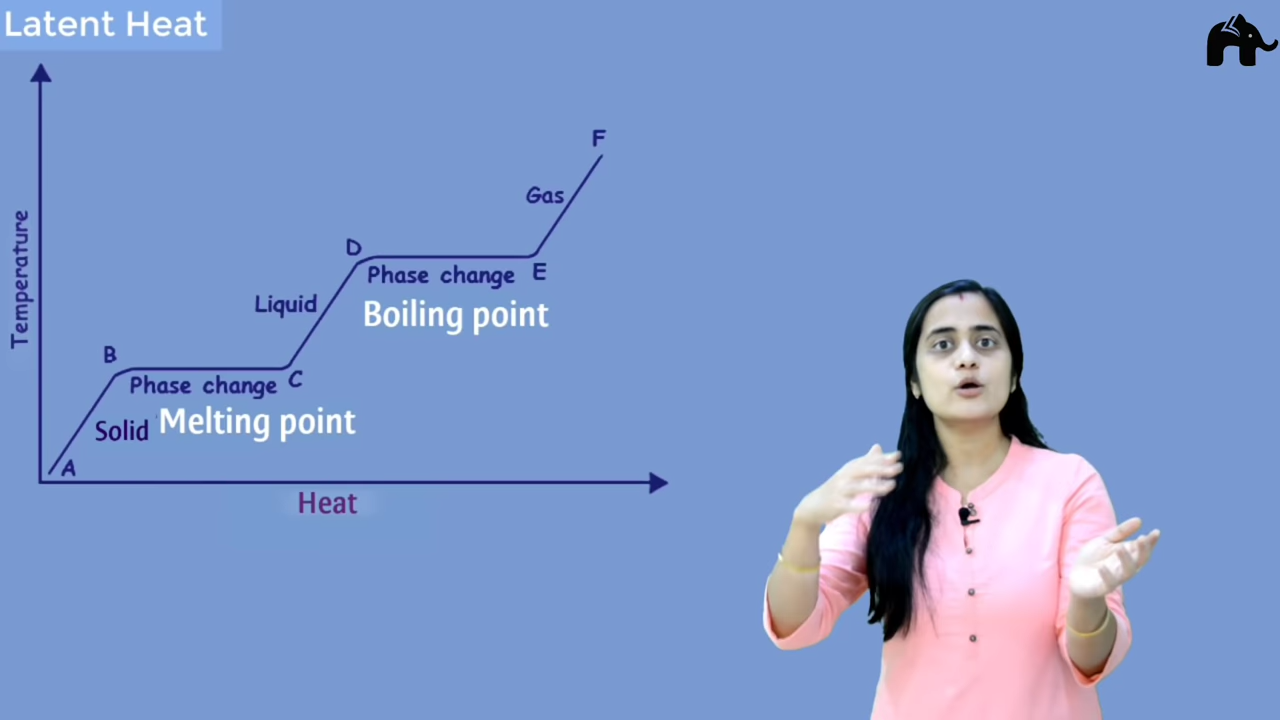 Latent Heat
F
Gas
Temperature
D
Phase change E
Liquid
Boiling point
B
Phase change C
Solid Melting point
A
Heat